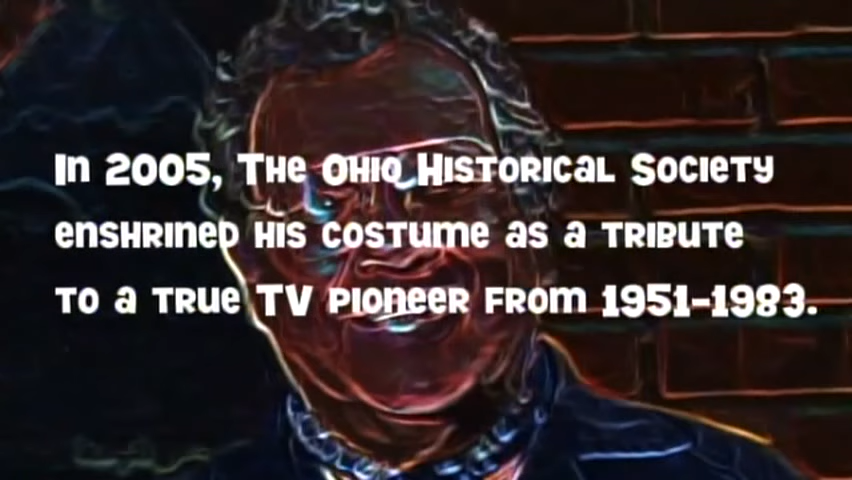 In 2005, The Ohio Historical Society
enshrined his costume as a tribute
to a true TV pioneer from 1951-1983.